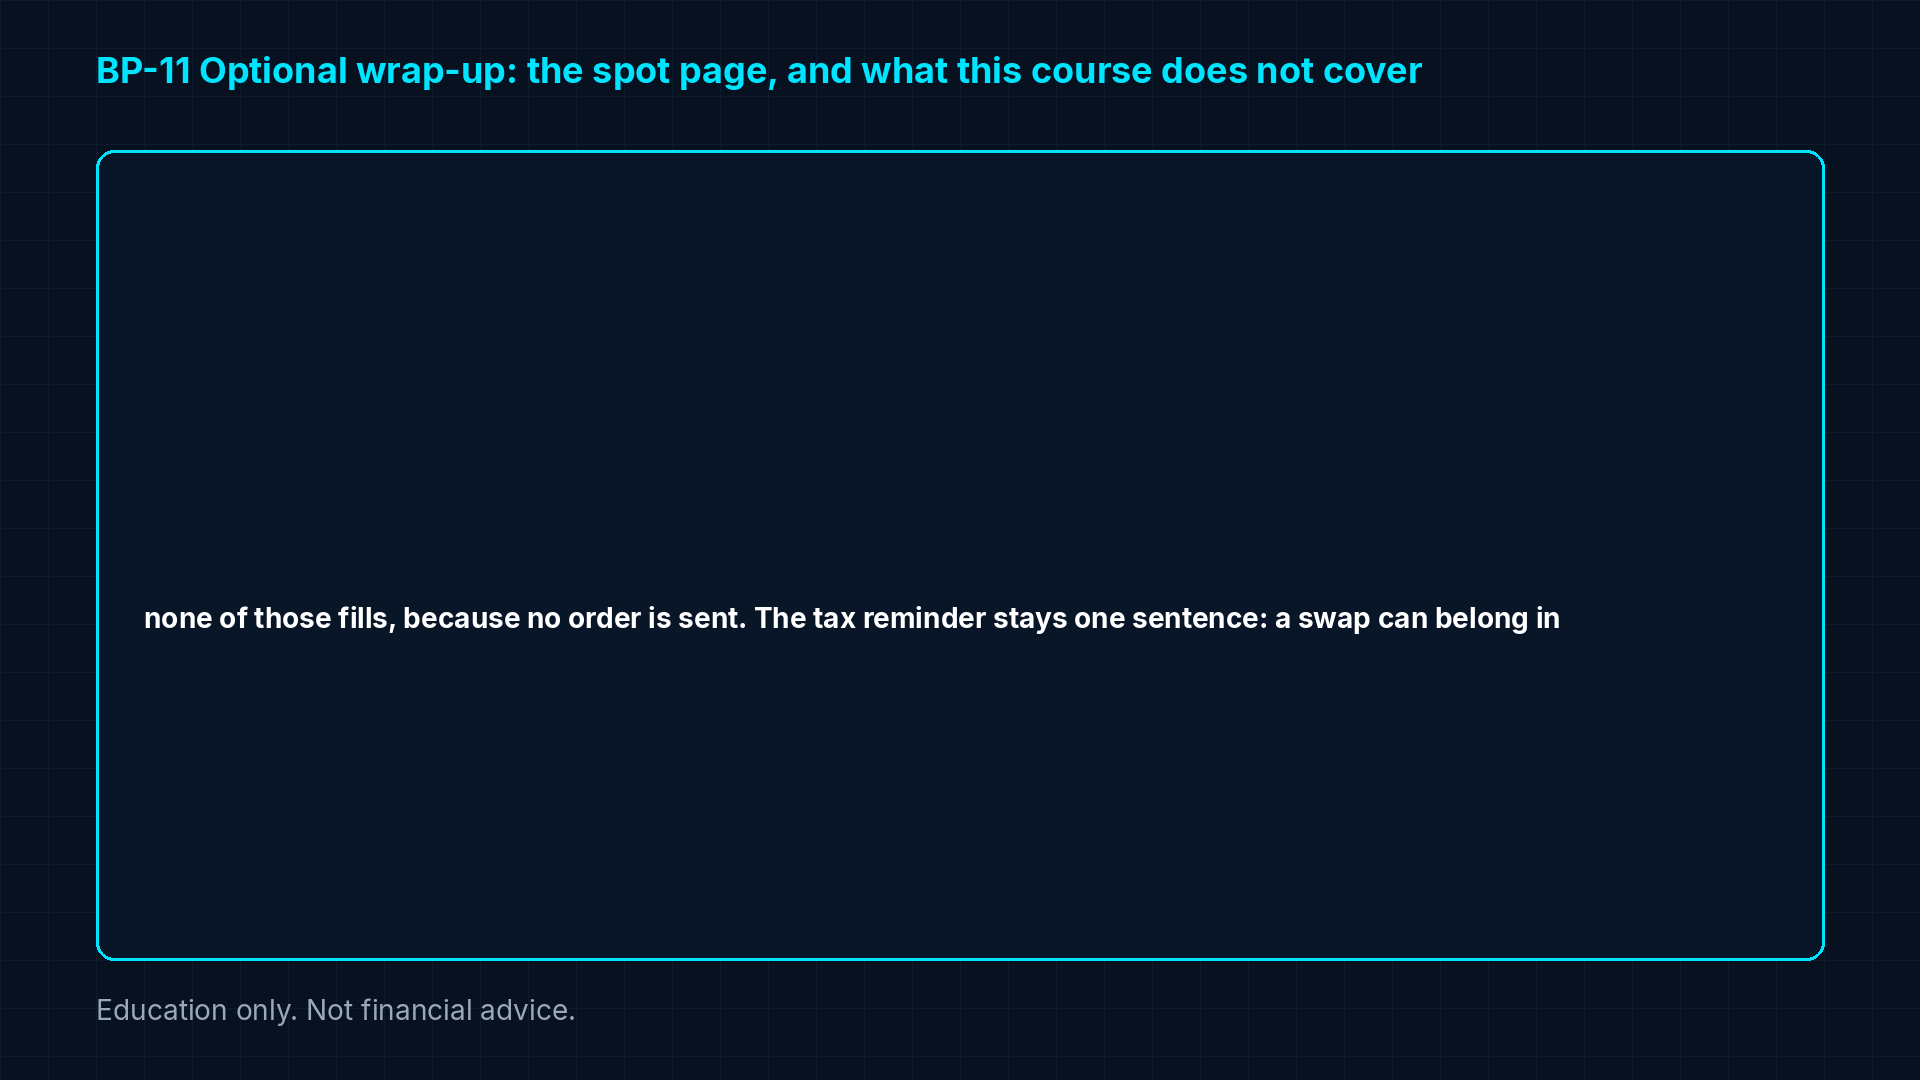 BP-11 Optional wrap-up: the spot page, and what this course does not cover
none of those fills, because no order is sent. The tax reminder stays one sentence: a swap can belong in
Education only. Not financial advice.